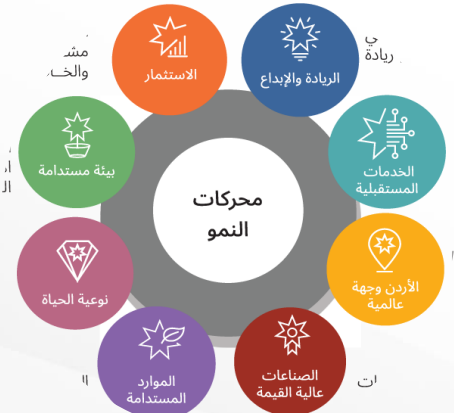 محركات
النمو
الريادة والإبداع
الخدمات
المستقبلية
الأردن وجهة
عالمية
الصناعات
عالية القيمة
الموارد
المستدامة
نوعية الحياة
بيئة مستدامة
الاستثمار
ريادة